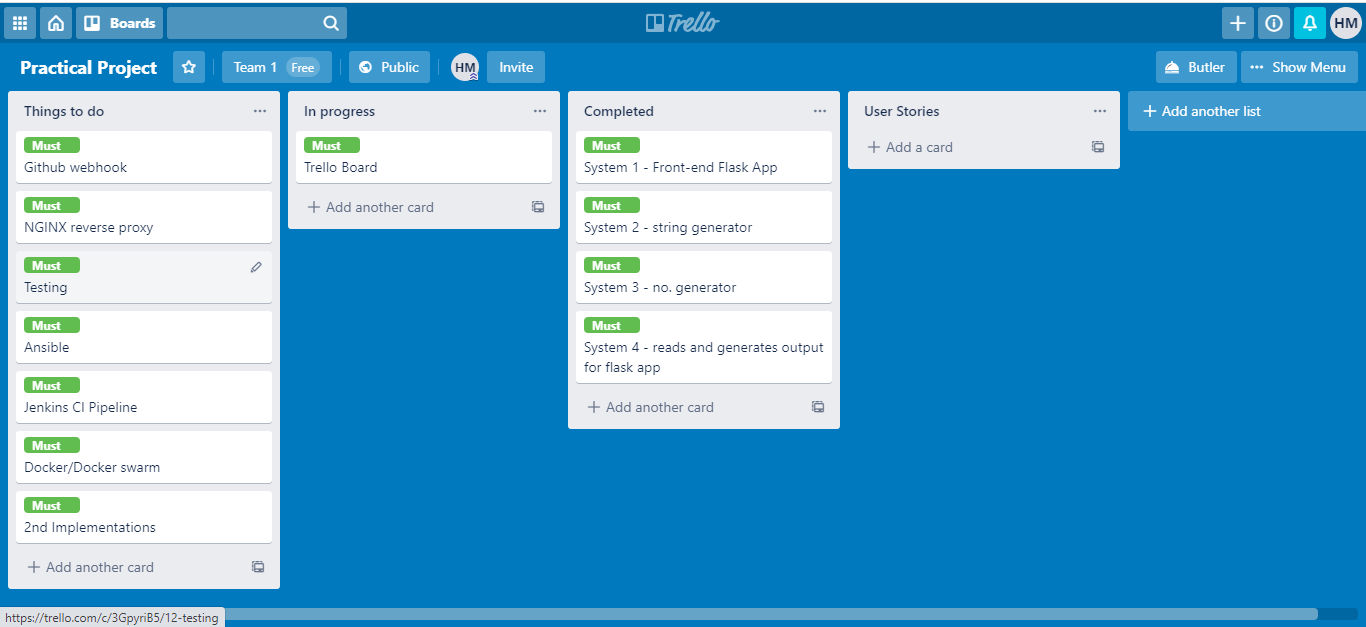 Boards
Trello
HM
Practical Project
Team 1 Free
Public
HM
Invite
Butler
Show Menu
Things to do
Must
Github webhook
Must
NGINX reverse proxy
Must
Testing
Must
Ansible
Must
Jenkins CI Pipeline
Must
Docker/Docker swarm
Must
2nd Implementations
+ Add another card
In progress
Must
Trello Board
+ Add another card
Completed
Must
System 1 - Front-end Flask App
Must
System 2 - string generator
Must
System 3 - no. generator
Must
System 4 - reads and generates output
for flask app
+ Add another card
User Stories
+ Add a card
+ Add another list
https://trello.com/c/3GpyriB5/12-testing